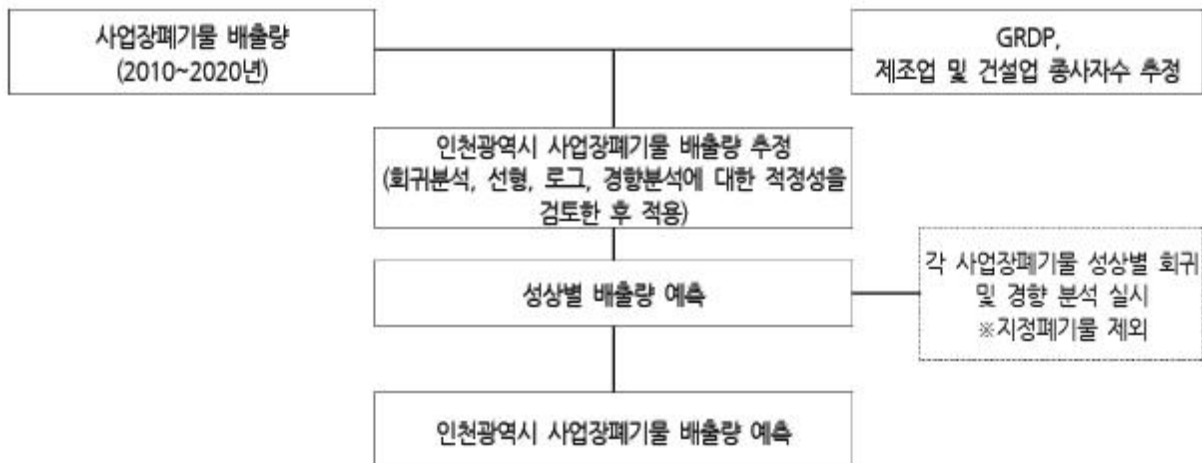 사업장폐기물 배출량
(2010~2020년)
GRDP,
제조업 및 건설업 종사자수 추정
인천광역시 사업장폐기물 배출량 추정
(회귀분석, 선형, 로그, 경향분석에 대한 적정성을
검토한 후 적용)
성상별 배출량 예측
각 사업장폐기물 성상별 회귀
및 경향 분석 실시
※지정폐기물 제외
인천광역시 사업장폐기물 배출량 예측